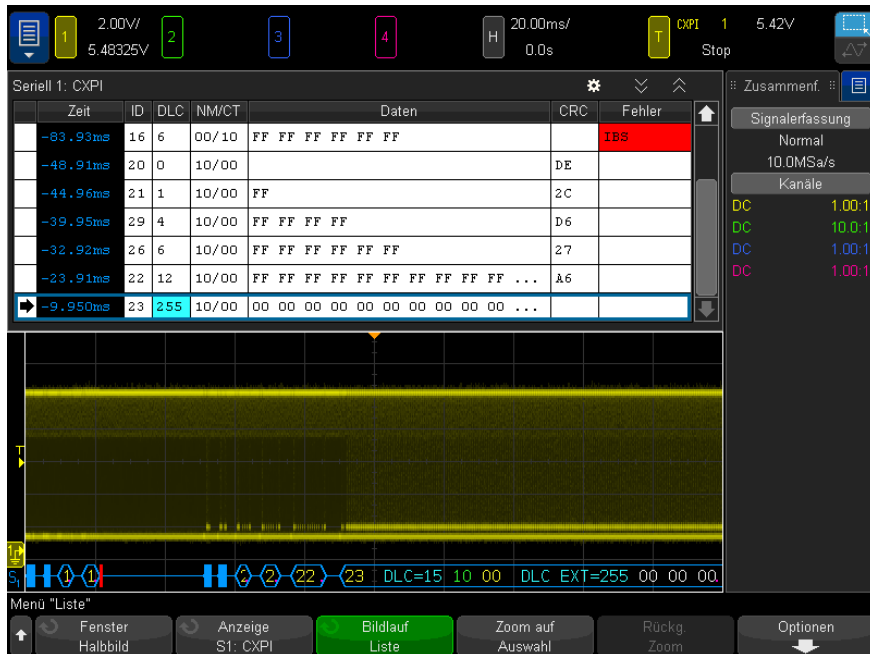 1 2.00V/ 2 3 4 H 20.00ms/ T CXPI 1 5.42V
5.48325V 0.0s Stop
Seriell 1: CXPI
Zusammenf.
Zeit ID DLC NM/CT Daten CRC Fehler
-83.93ms 16 6 00/10 FF FF FF FF FF FF IBS
-48.91ms 20 0 10/00 DE
-44.96ms 21 1 10/00 FF 2C
-39.95ms 29 4 10/00 FF FF FF FF D6
-32.92ms 26 6 10/00 FF FF FF FF FF FF 27
-23.91ms 22 12 10/00 FF FF FF FF FF FF FF FF FF FF ... A6
-9.950ms 23 255 10/00 00 00 00 00 00 00 00 00 00 00 ...
Signalerfassung
Normal
10.0MSa/s
Kanäle
DC 1.00:1
DC 10.0:1
DC 1.00:1
DC 1.00:1
T
1
S1 1 1 2 2 22 23 DLC=15 10 00 DLC EXT=255 00 00 00
Menü "Liste"
Fenster Anzeige Bildlauf Zoom auf Rückg. Optionen
Halbbild S1: CXPI Liste Auswahl Zoom